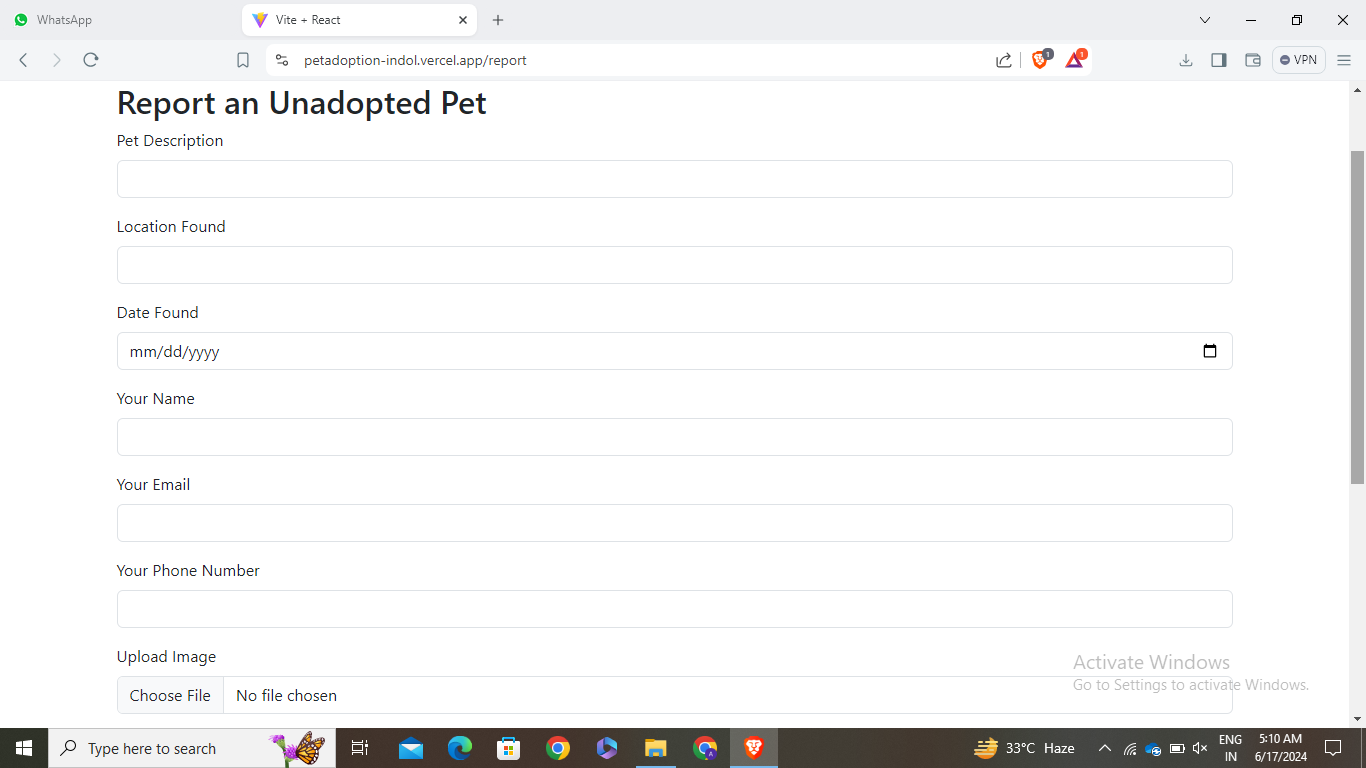 WhatsApp
Vite + React
petadoption-indol.vercel.app/report
1
1
VPN
Report an Unadopted Pet
Pet Description
Location Found
Date Found
mm/dd/yyyy
Your Name
Your Email
Your Phone Number
Upload Image
Choose File No file chosen
Activate Windows
Go to Settings to activate Windows.
Type here to search
A
33°C Haze
ENG
IN
5:10 AM
6/17/2024